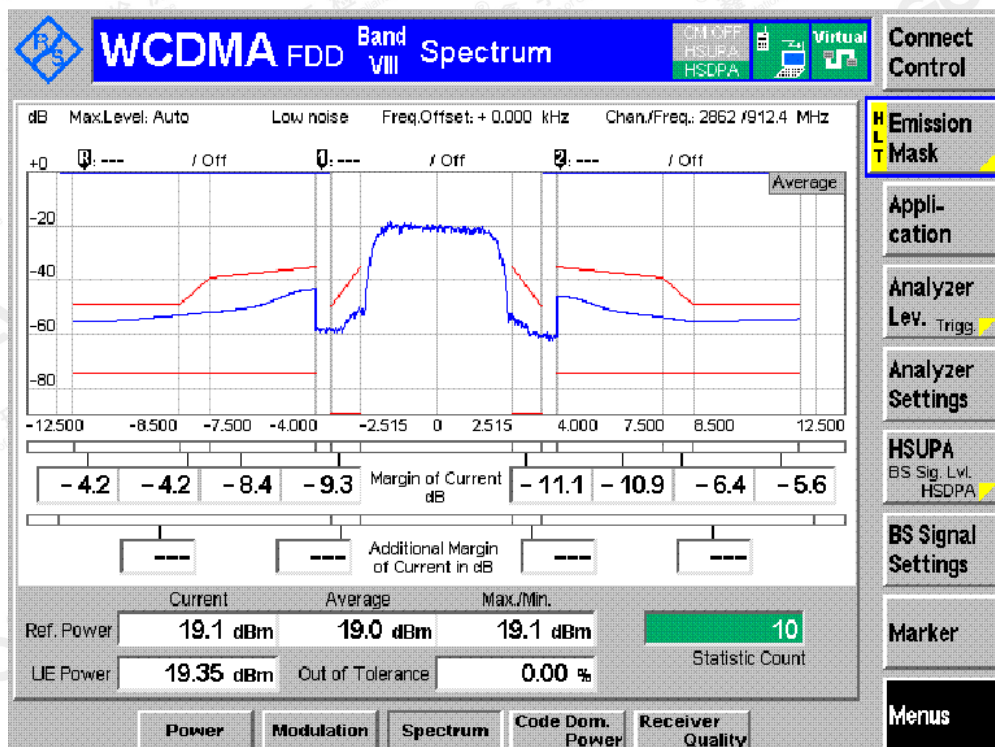 R S
WCDMA FDD Band VIII Spectrum
CM OFF
HSUPA
HSDPA
Virtual
Connect
Control
dB Max.Level: Auto Low noise Freq.Offset: + 0.000 kHz Chan./Freq.: 2862 /912.4 MHz
H
L
T
Emission
Mask
R: --- / Off 1: --- / Off 2: --- / Off
Average
+0
-20
-40
-60
-80
-12.500 -8.500 -7.500 -4.000 -2.515 0 2.515 4.000 7.500 8.500 12.500
Appli-
cation
Analyzer
Lev. Trigg.
Analyzer
Settings
- 4.2 - 4.2 - 8.4 - 9.3 Margin of Current dB - 11.1 - 10.9 - 6.4 - 5.6
HSUPA
BS Sig. Lvl.
HSDPA
--- --- Additional Margin of Current in dB --- ---
BS Signal
Settings
Current Average Max./Min.
Ref. Power 19.1 dBm 19.0 dBm 19.1 dBm 10
Statistic Count
UE Power 19.35 dBm Out of Tolerance 0.00 %
Marker
Menus
Power
Modulation
Spectrum
Code Dom.
Power
Receiver
Quality